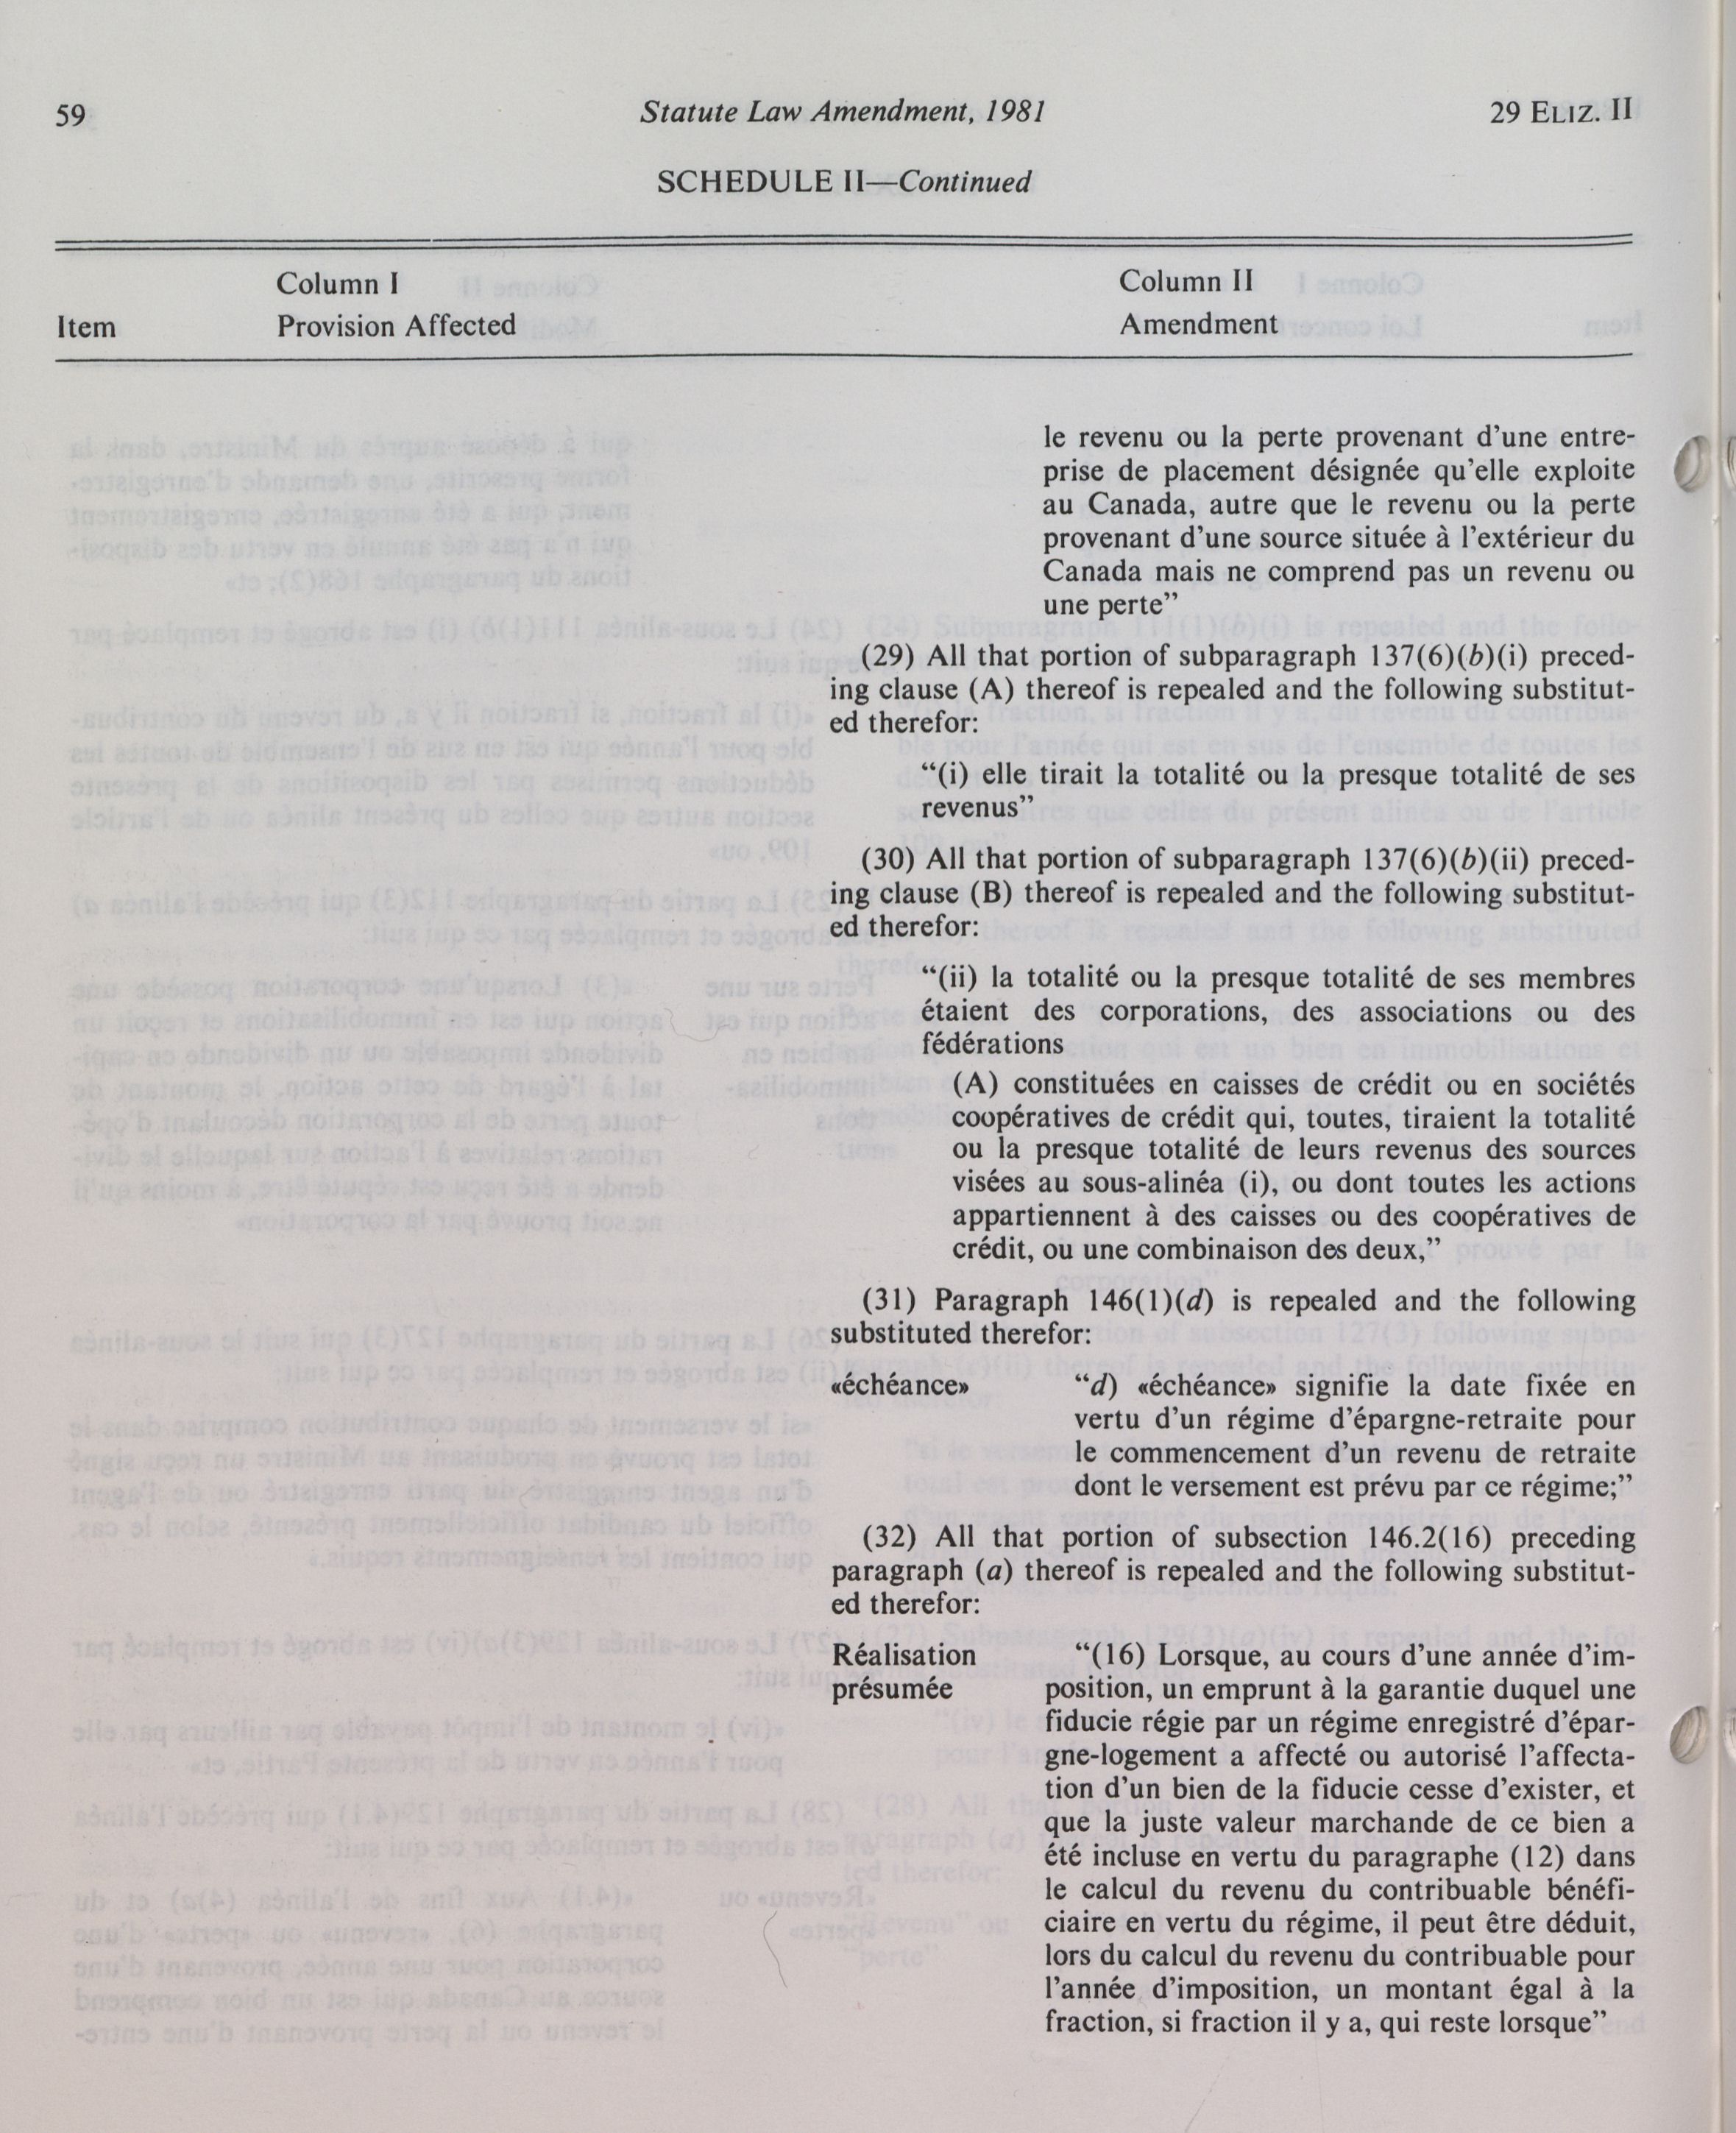 59
Statute Law Amendment, 1981
29 ELIZ. II
SCHEDULE II—Continued
Column I
Column II
Item
Provision Affected
Amendment
le revenu ou la perte provenant d'une entre-
prise de placement désignée qu'elle exploite
au Canada, autre que le revenu ou la perte
provenant d'une source située à l'extérieur du
Canada mais ne comprend pas un revenu ou
une perte”
(29) All that portion of subparagraph 137(6)(b)(i) preced-
ing clause (A) thereof is repealed and the following substitut-
ed therefor:
“(i) elle tirait la totalité ou la presque totalité de ses
revenus”
(30) All that portion of subparagraph 137(6)(b)(ii) preced-
ing clause (B) thereof is repealed and the following substitut-
ed therefor:
“(ii) la totalité ou la presque totalité de ses membres
étaient des corporations, des associations ou des
fédérations
(A) constituées en caisses de crédit ou en sociétés
coopératives de crédit qui, toutes, tiraient la totalité
ou la presque totalité de leurs revenus des sources
visées au sous-alinéa (i), ou dont toutes les actions
appartiennent à des caisses ou des coopératives de
crédit, ou une combinaison des deux,”
(31) Paragraph 146(1)(d) is repealed and the following
substituted therefor:
«échéance»
“d) «échéance» signifie la date fixée en
vertu d'un régime d'épargne-retraite pour
le commencement d'un revenu de retraite
dont le versement est prévu par ce régime;”
(32) All that portion of subsection 146.2(16) preceding
paragraph (a) thereof is repealed and the following substitut-
ed therefor:
Réalisation
présumée
“(16) Lorsque, au cours d'une année d'im-
position, un emprunt à la garantie duquel une
fiducie régie par un régime enregistré d'épar-
gne-logement a affecté ou autorisé l'affecta-
tion d'un bien de la fiducie cesse d'exister, et
que la juste valeur marchande de ce bien a
été incluse en vertu du paragraphe (12) dans
le calcul du revenu du contribuable bénéfi-
ciaire en vertu du régime, il peut être déduit,
lors du calcul du revenu du contribuable pour
l'année d'imposition, un montant égal à la
fraction, si fraction il y a, qui reste lorsque”